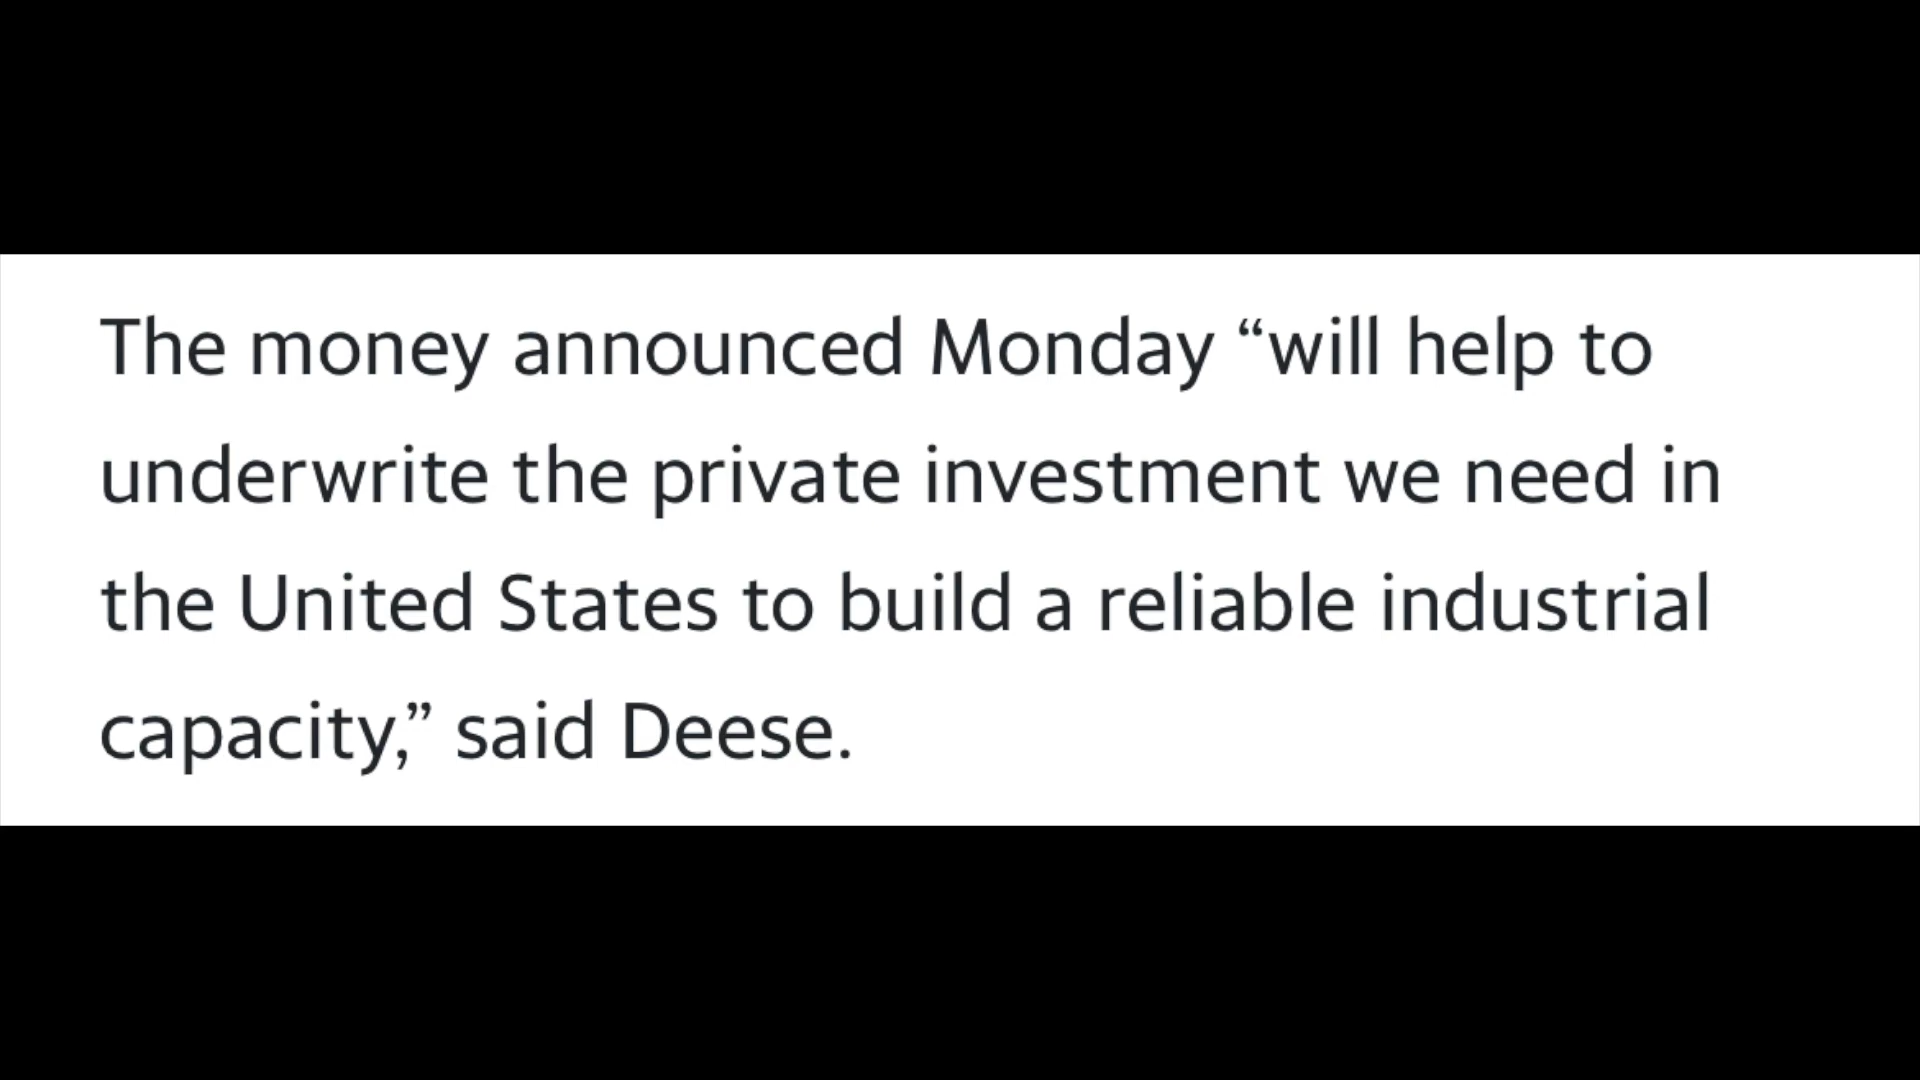 The money announced Monday “will help to
underwrite the private investment we need in
the United States to build a reliable industrial
capacity,” said Deese.